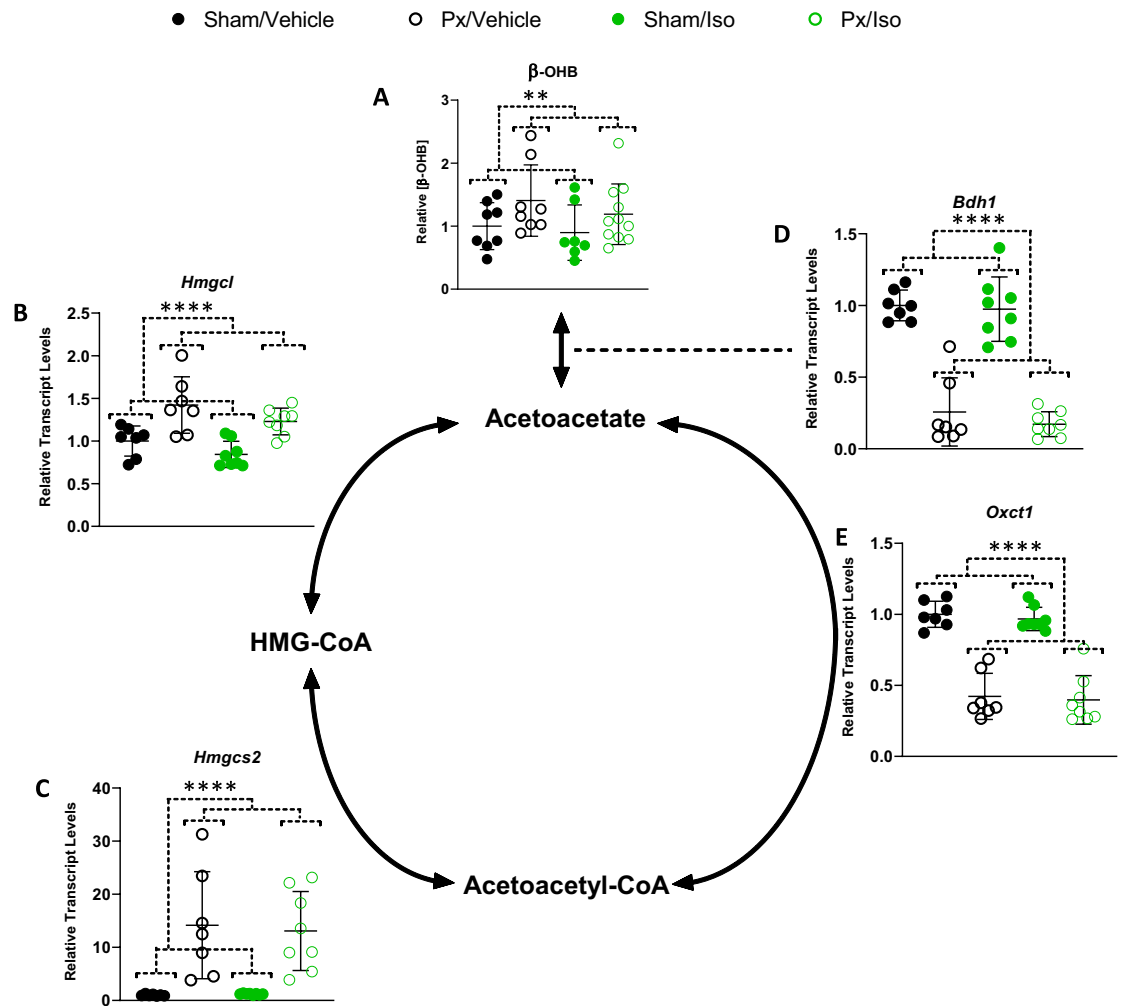 Sham/Vehicle Px/Vehicle Sham/Iso Px/Iso
A
β-OHB
**
Relative [β-OHB]
3
2
1
0
B
Hmgcl
****
Relative Transcript Levels
2.5
2.0
1.5
1.0
0.5
0.0
D
Bdh1
****
Relative Transcript Levels
1.5
1.0
0.5
0.0
Acetoacetate
E
Oxct1
****
Relative Transcript Levels
1.5
1.0
0.5
0.0
HMG-CoA
C
Hmgcs2
****
Relative Transcript Levels
40
30
20
10
0
Acetoacetyl-CoA